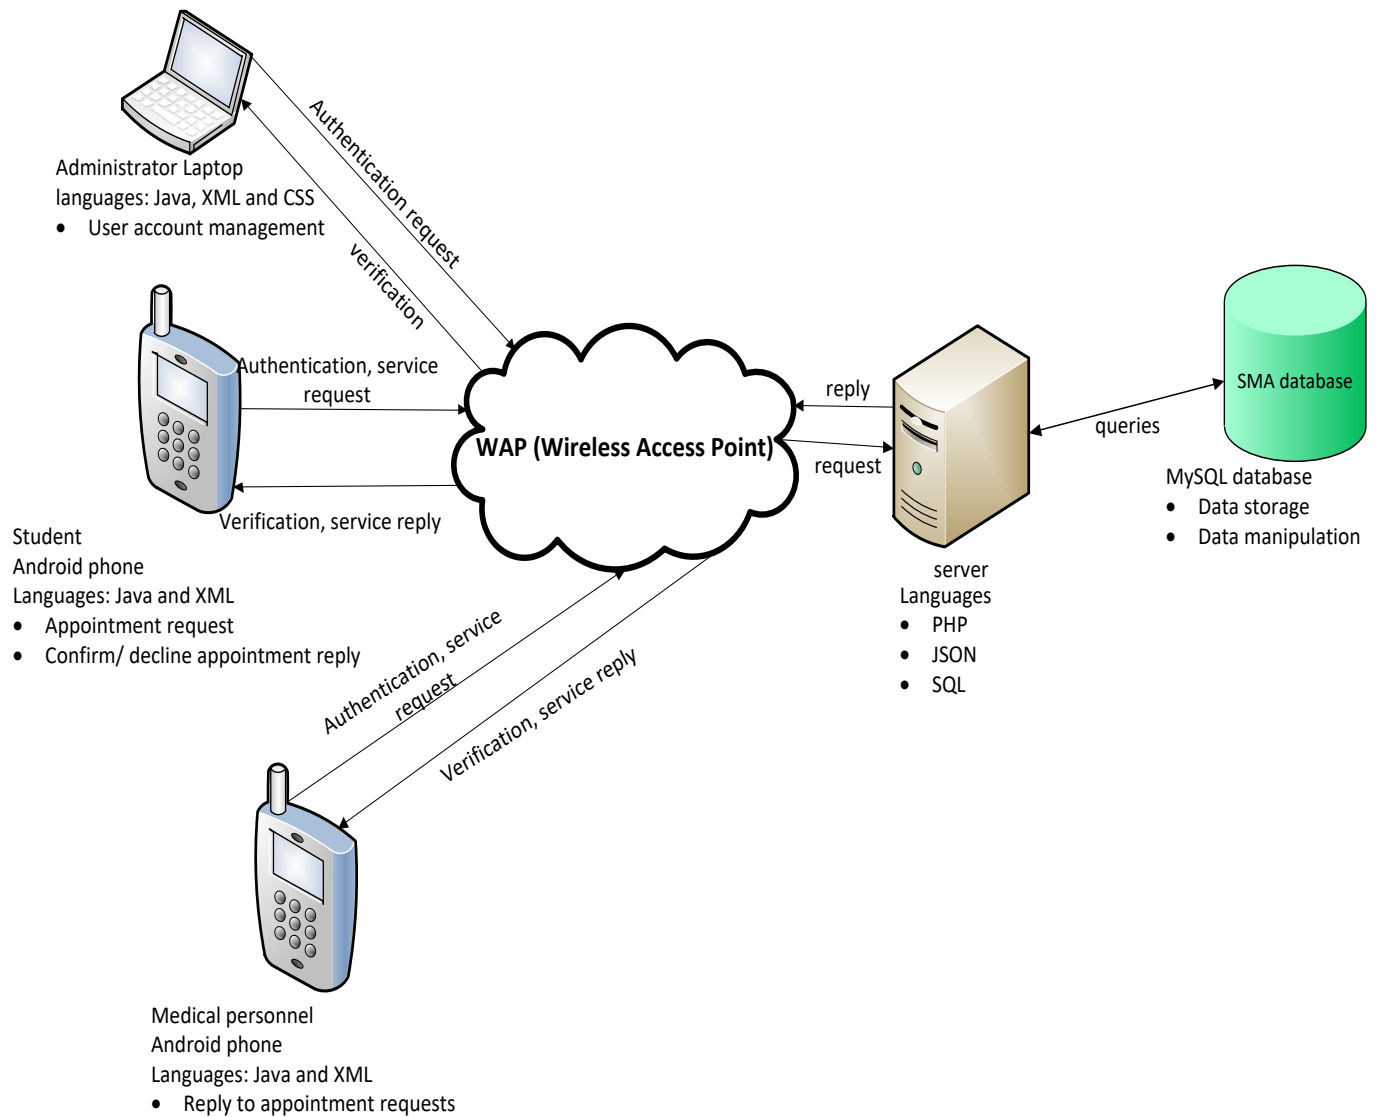 Authentication request
verification
Administrator Laptop
languages: Java, XML and CSS
• User account management
Authentication, service
request
Verification, service reply
Student
Android phone
Languages: Java and XML
• Appointment request
• Confirm/ decline appointment reply
WAP (Wireless Access Point)
reply
request
server
Languages
• PHP
• JSON
• SQL
queries
SMA database
MySQL database
• Data storage
• Data manipulation
Authentication, service
request
Verification, service reply
Medical personnel
Android phone
Languages: Java and XML
• Reply to appointment requests